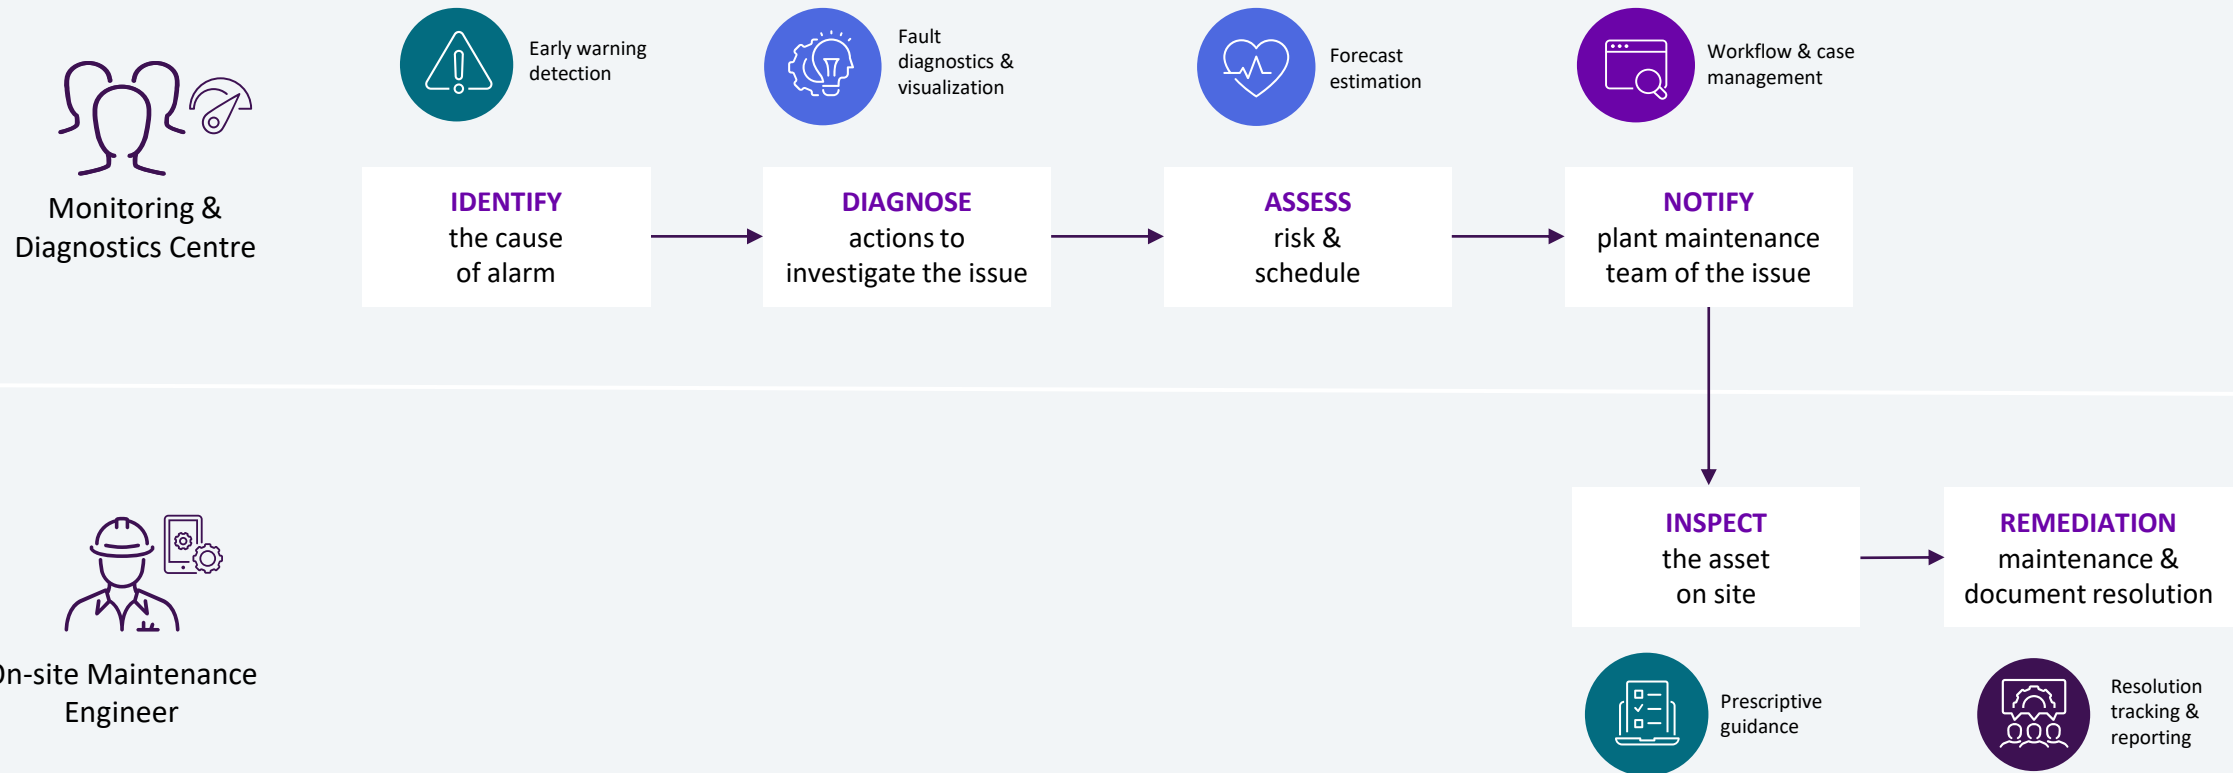 Early warning
detection
Fault
diagnostics &
visualization
Forecast
estimation
Workflow & case
management
Monitoring &
Diagnostics Centre
IDENTIFY
the cause
of alarm
DIAGNOSE
actions to
investigate the issue
ASSESS
risk &
schedule
NOTIFY
plant maintenance
team of the issue
On-site Maintenance
Engineer
INSPECT
the asset
on site
REMEDIATION
maintenance &
document resolution
Prescriptive
guidance
Resolution
tracking &
reporting